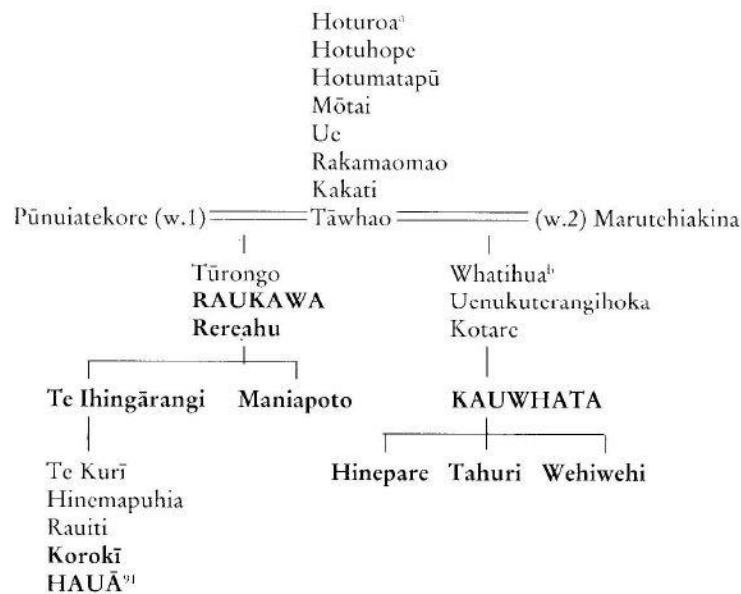 Hoturoaᵃ
Hotuhope
Hotumatapū
Mōtai
Ue
Rakamaomao
Kakati
Pūnuiatekore (w.1) Tāwhao (w.2) Marutehiakina
Tūrongo
RAUKAWA
Rereahu
Whatihuaᵇ
Uenukuterangihoka
Kotare
Te Ihingārangi Maniapoto
KAUWHATA
Te Kurī
Hinemapuhia
Rauiti
Korokī
HAUĀ⁹¹
Hinepare Tahuri Wehiwehi